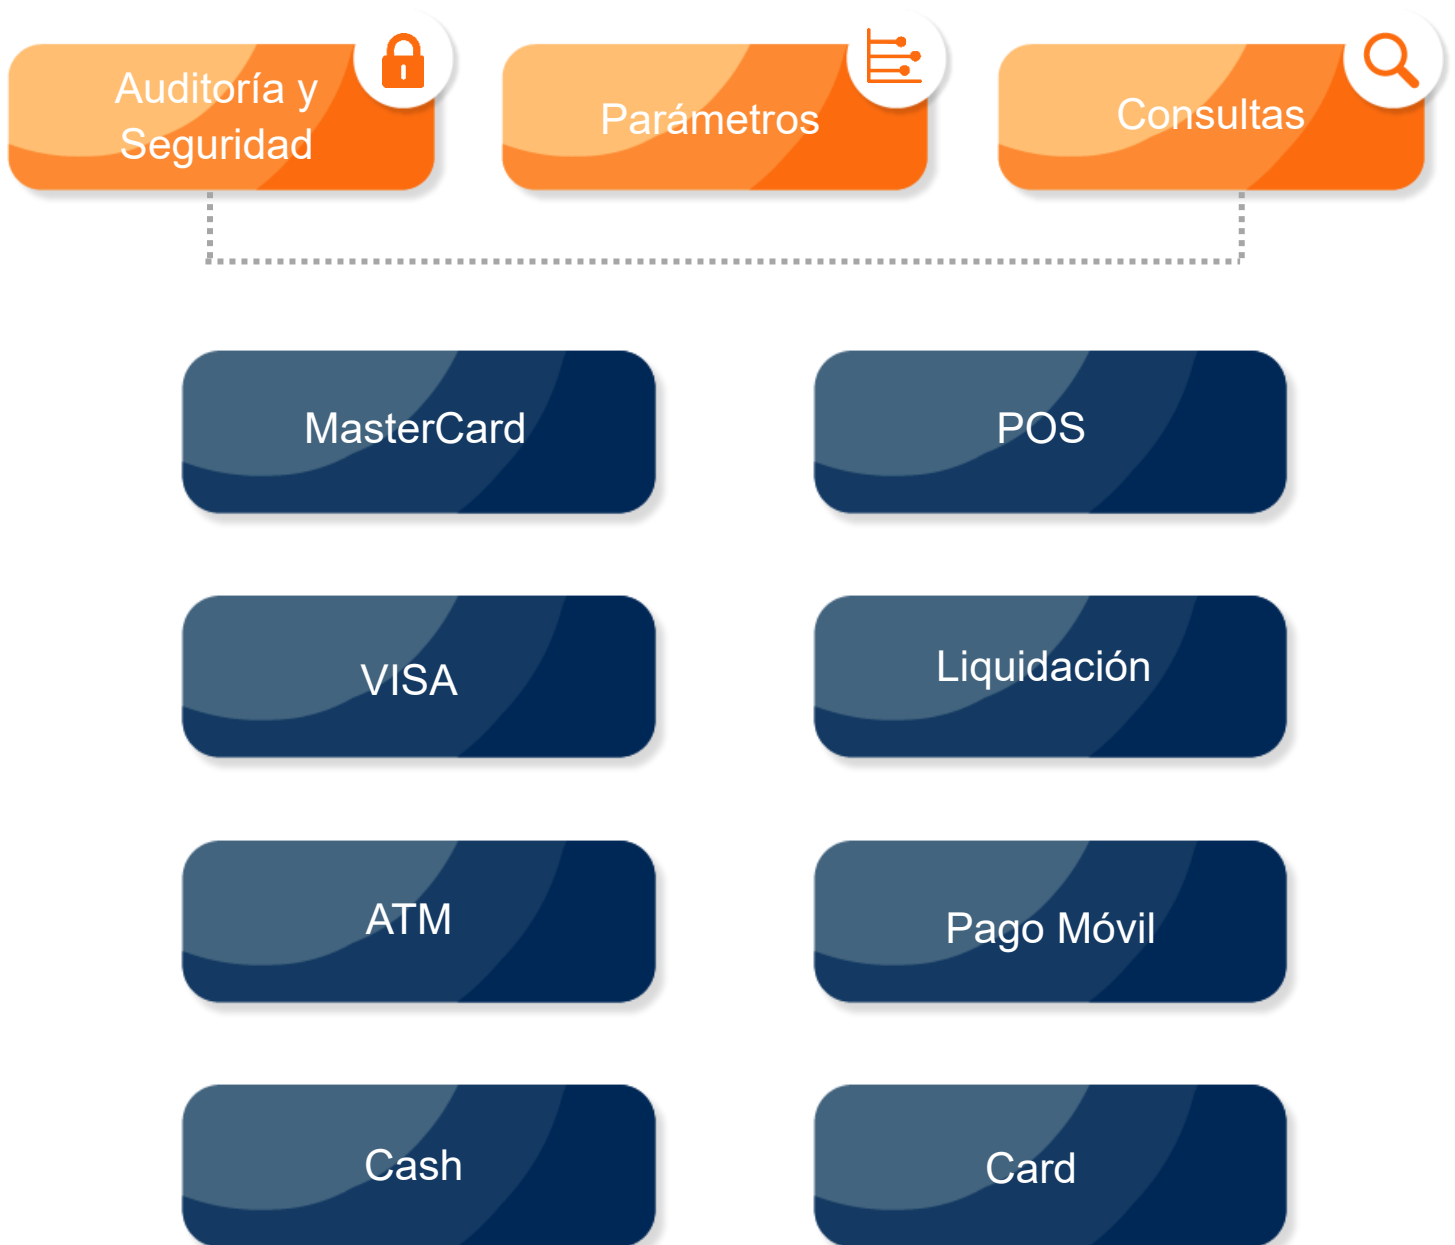 Auditoría y
Seguridad
Parámetros
Consultas
MasterCard
POS
VISA
Liquidación
ATM
Pago Móvil
Cash
Card